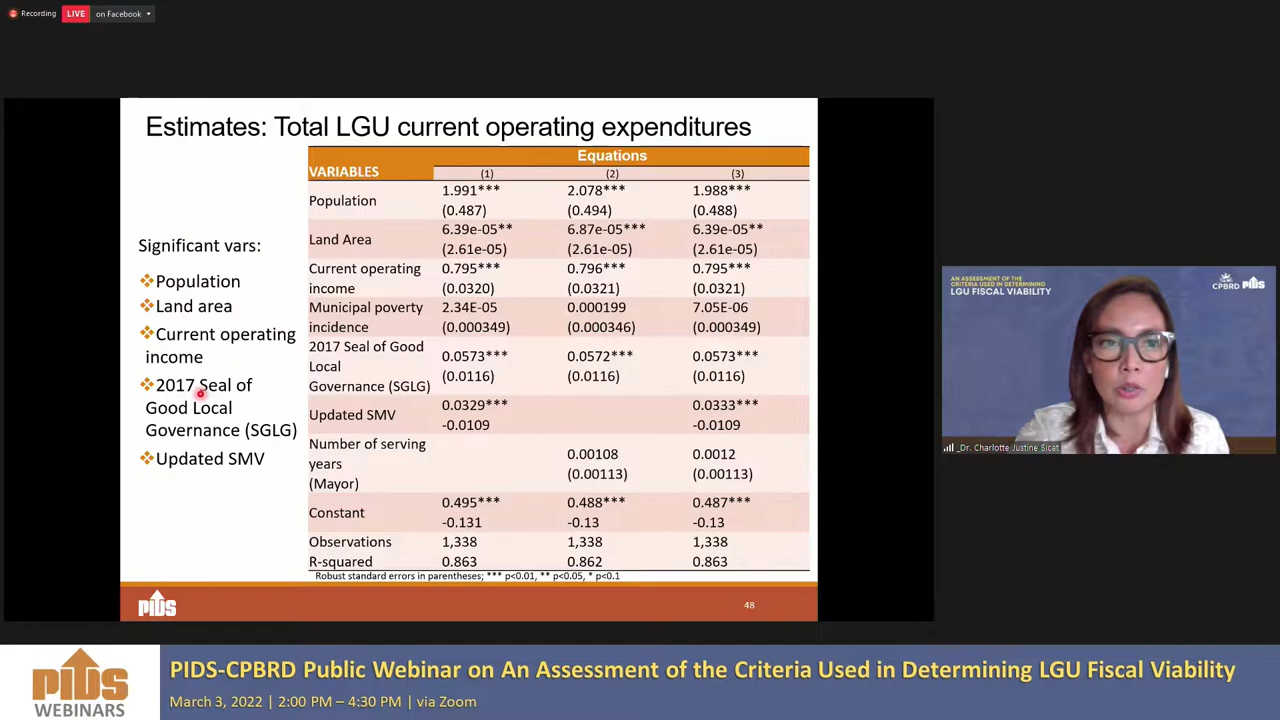 Recording
LIVE
on Facebook
Estimates: Total LGU current operating expenditures
Significant vars:
Population
Land area
Current operating
income
2017 Seal of
Good Local
Governance (SGLG)
Updated SMV
VARIABLES
Equations
(1) (2) (3)
Population
1.991*** 2.078*** 1.988***
(0.487) (0.494) (0.488)
Land Area
6.39e-05** 6.87e-05*** 6.39e-05**
(2.61e-05) (2.61e-05) (2.61e-05)
Current operating
income
0.795*** 0.796*** 0.795***
(0.0320) (0.0321) (0.0321)
Municipal poverty
incidence
2.34E-05 0.000199 7.05E-06
(0.000349) (0.000346) (0.000349)
2017 Seal of Good
Local
Governance (SGLG)
0.0573*** 0.0572*** 0.0573***
(0.0116) (0.0116) (0.0116)
Updated SMV
0.0329*** 0.0333***
-0.0109 -0.0109
Number of serving
years
(Mayor)
0.00108 0.0012
(0.00113) (0.00113)
Constant
0.495*** 0.488*** 0.487***
-0.131 -0.13 -0.13
Observations 1,338 1,338 1,338
R-squared 0.863 0.862 0.863
Robust standard errors in parentheses; *** p<0.01, ** p<0.05, * p<0.1
PIDS
48
AN ASSESSMENT OF THE
CRITERIA USED IN DETERMINING
LGU FISCAL VIABILITY
CPBRD PIDS
_Dr. Charlotte Justine Sicat
PIDS
WEBINARS
PIDS-CPBRD Public Webinar on An Assessment of the Criteria Used in Determining LGU Fiscal Viability
March 3, 2022 | 2:00 PM – 4:30 PM | via Zoom